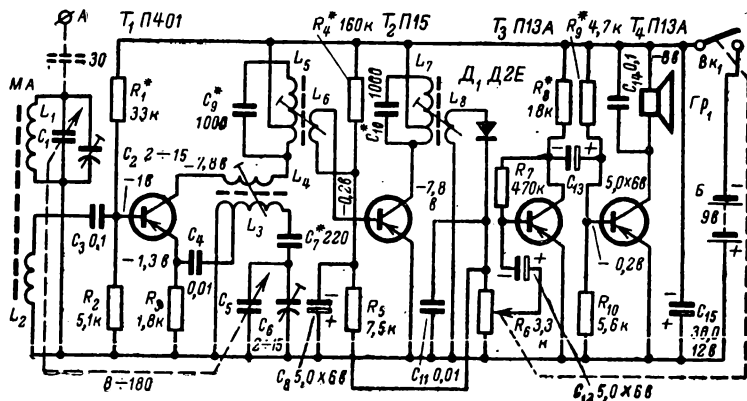 T₁ П401
R₄* 160к
T₂ П15
T₃ П13А
R₉* 4,7к
T₄ П13А
A
30
МА
L₁
C₁
R₁*
33к
C₂ 2÷15
-1в
C₃ 0,1
L₂
R₂
5,1к
-1,3в
R₃
1,8к
C₄
0,01
-7,8в
C₉*
1000
L₅
L₆
L₄
L₃
C₇* 220
C₅
C₆
2÷15
8÷180
C₈ 5,0×6в
-0,2в
R₅
7,5к
L₇
1000
C₁₀*
L₈
-7,8
в
C₁₁ 0,01
Д₁ Д2Е
R₇
470к
R₈*
18к
C₁₃
5,0×6в
R₆ 3,3
к
C₁₂ 5,0×6в
-0,2в
R₁₀
5,6к
C₁₄ 0,1
Гр₁
Вк₁
Б
9в
C₁₅
12в